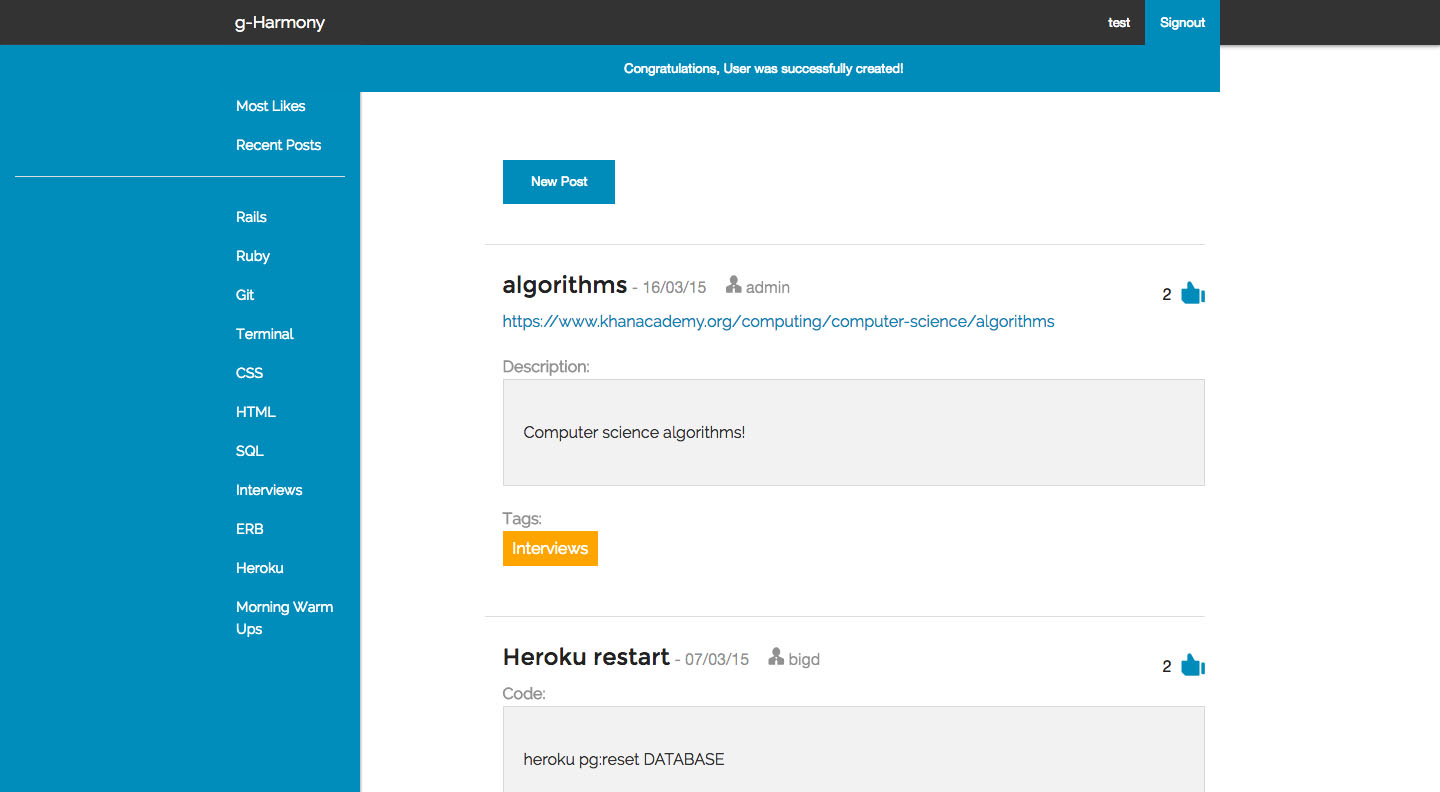 g-Harmony
test
Signout
Congratulations, User was successfully created!
Most Likes
Recent Posts
Rails
Ruby
Git
Terminal
CSS
HTML
SQL
Interviews
ERB
Heroku
Morning Warm
Ups
New Post
algorithms - 16/03/15 admin
2
https://www.khanacademy.org/computing/computer-science/algorithms
Description:
Computer science algorithms!
Tags:
Interviews
Heroku restart - 07/03/15 bigd
2
Code:
heroku pg:reset DATABASE